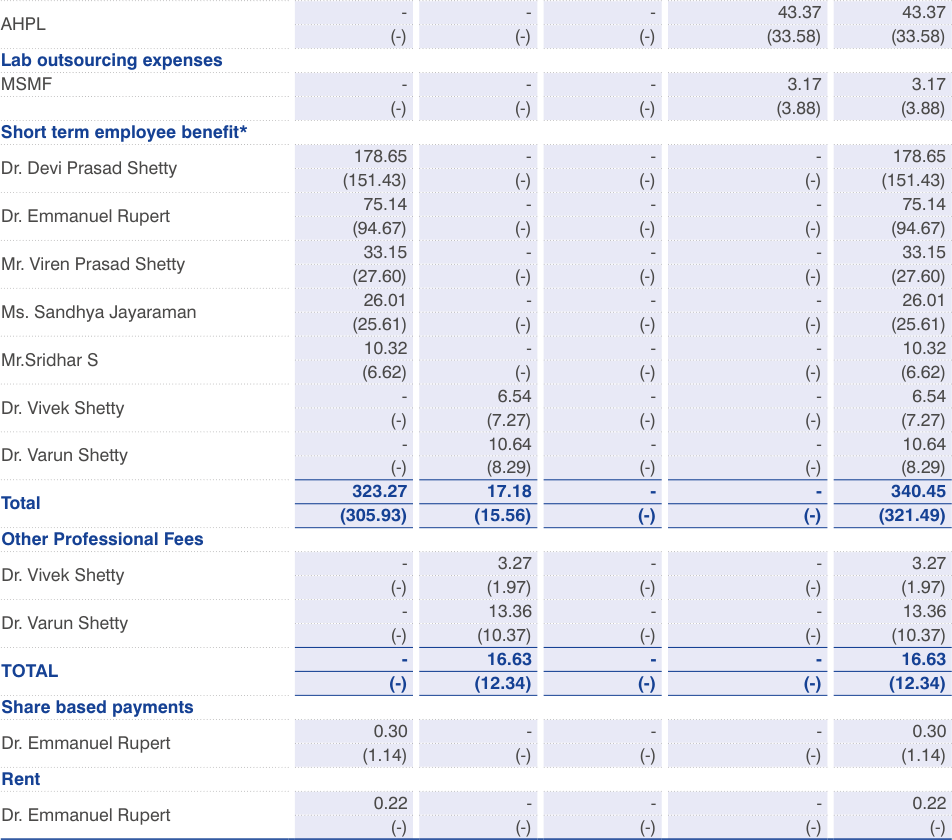 AHPL - - - 43.37 43.37
(-) (-) (-) (33.58) (33.58)
Lab outsourcing expenses
MSMF - - - 3.17 3.17
(-) (-) (-) (3.88) (3.88)
Short term employee benefit*
Dr. Devi Prasad Shetty 178.65 - - - 178.65
(151.43) (-) (-) (-) (151.43)
Dr. Emmanuel Rupert 75.14 - - - 75.14
(94.67) (-) (-) (-) (94.67)
Mr. Viren Prasad Shetty 33.15 - - - 33.15
(27.60) (-) (-) (-) (27.60)
Ms. Sandhya Jayaraman 26.01 - - - 26.01
(25.61) (-) (-) (-) (25.61)
Mr.Sridhar S 10.32 - - - 10.32
(6.62) (-) (-) (-) (6.62)
Dr. Vivek Shetty - 6.54 - - 6.54
(-) (7.27) (-) (-) (7.27)
Dr. Varun Shetty - 10.64 - - 10.64
(-) (8.29) (-) (-) (8.29)
Total 323.27 17.18 - - 340.45
(305.93) (15.56) (-) (-) (321.49)
Other Professional Fees
Dr. Vivek Shetty - 3.27 - - 3.27
(-) (1.97) (-) (-) (1.97)
Dr. Varun Shetty - 13.36 - - 13.36
(-) (10.37) (-) (-) (10.37)
TOTAL - 16.63 - - 16.63
(-) (12.34) (-) (-) (12.34)
Share based payments
Dr. Emmanuel Rupert 0.30 - - - 0.30
(1.14) (-) (-) (-) (1.14)
Rent
Dr. Emmanuel Rupert 0.22 - - - 0.22
(-) (-) (-) (-) (-)